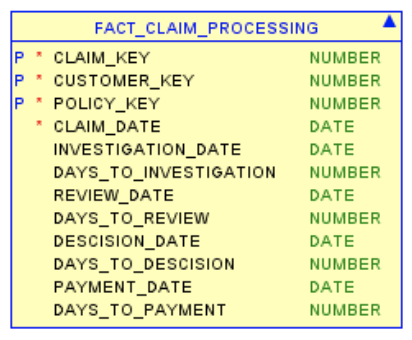 FACT_CLAIM_PROCESSING
P * CLAIM_KEY NUMBER
P * CUSTOMER_KEY NUMBER
P * POLICY_KEY NUMBER
* CLAIM_DATE DATE
INVESTIGATION_DATE DATE
DAYS_TO_INVESTIGATION NUMBER
REVIEW_DATE DATE
DAYS_TO_REVIEW NUMBER
DESCISION_DATE DATE
DAYS_TO_DESCISION NUMBER
PAYMENT_DATE DATE
DAYS_TO_PAYMENT NUMBER